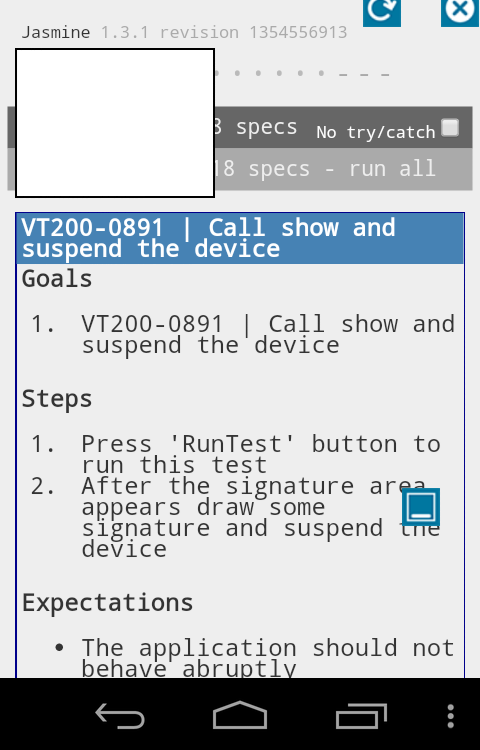 Jasmine 1.3.1 revision 1354556913
specs No try/catch
18 specs - run all
VT200-0891 | Call show and
suspend the device
Goals
1. VT200-0891 | Call show and
suspend the device
Steps
1. Press 'RunTest' button to
run this test
2. After the signature area
appears draw some
signature and suspend the
device
Expectations
• The application should not
behave abruptly